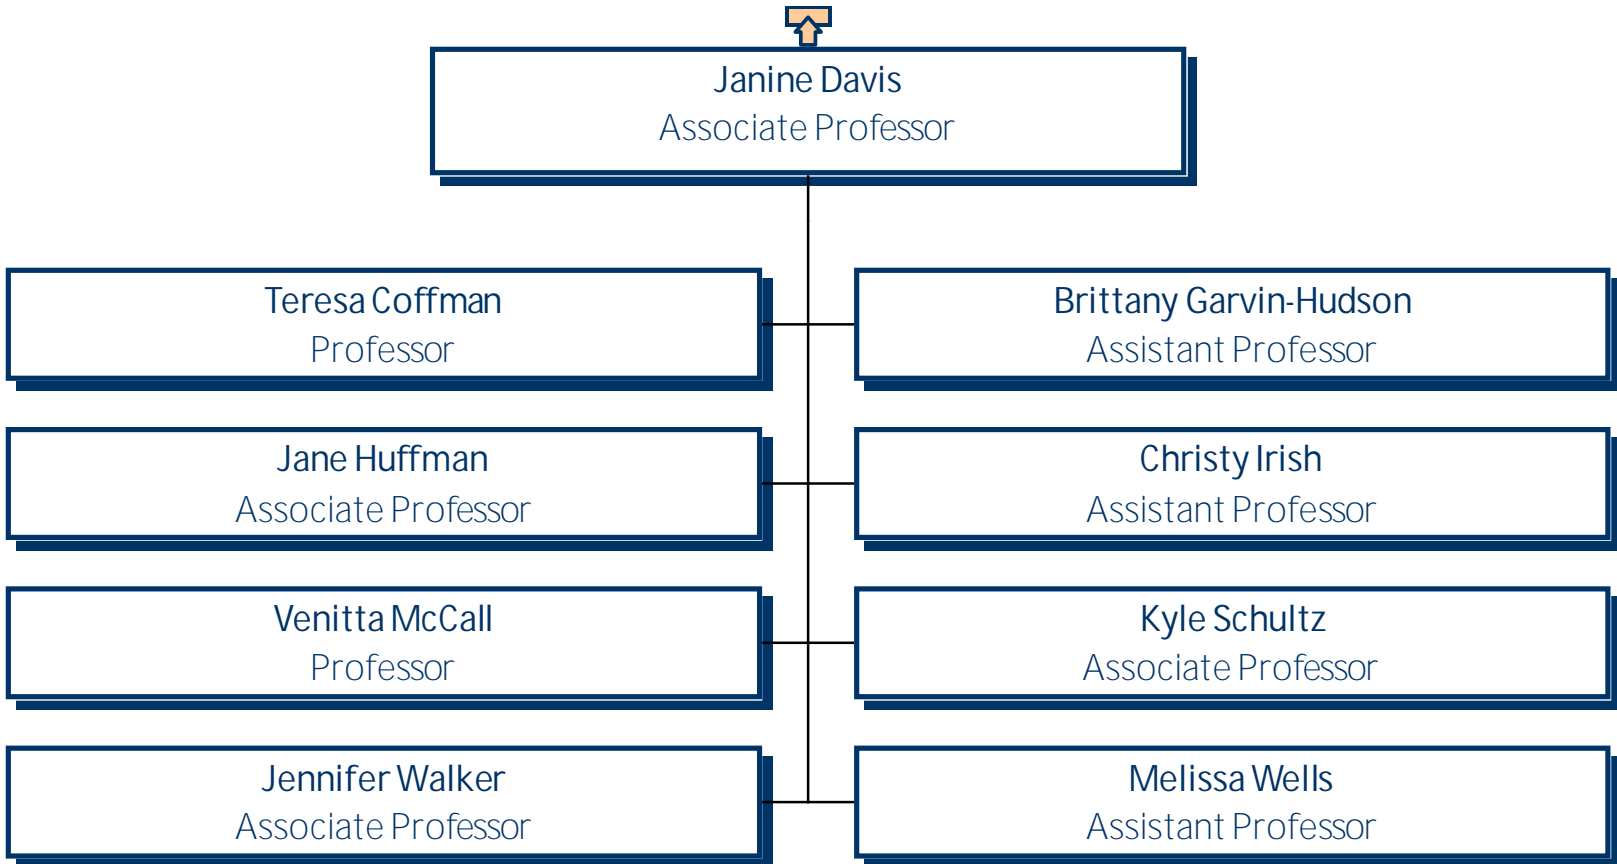 Janine Davis
Associate Professor
Teresa Coffman
Professor
Brittany Garvin-Hudson
Assistant Professor
Jane Huffman
Associate Professor
Christy Irish
Assistant Professor
Venitta McCall
Professor
Kyle Schultz
Associate Professor
Jennifer Walker
Associate Professor
Melissa Wells
Assistant Professor